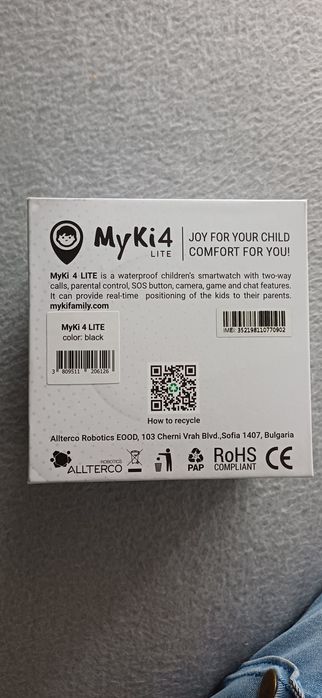 MyKi4
LITE
JOY FOR YOUR CHILD
COMFORT FOR YOU!
MyKi 4 LITE is a waterproof children's smartwatch with two-way
calls, parental control, SOS button, camera, game and chat features.
It can provide real-time positioning of the kids to their parents.
mykifamily.com
MyKi 4 LITE
color: black
3 809511 206126
IMEI: 352198110770902
How to recycle
Allterco Robotics EOOD, 103 Cherni Vrah Blvd.,Sofia 1407, Bulgaria
ROBOTICS
ALLTERCO
PAP
RoHS
COMPLIANT
CE